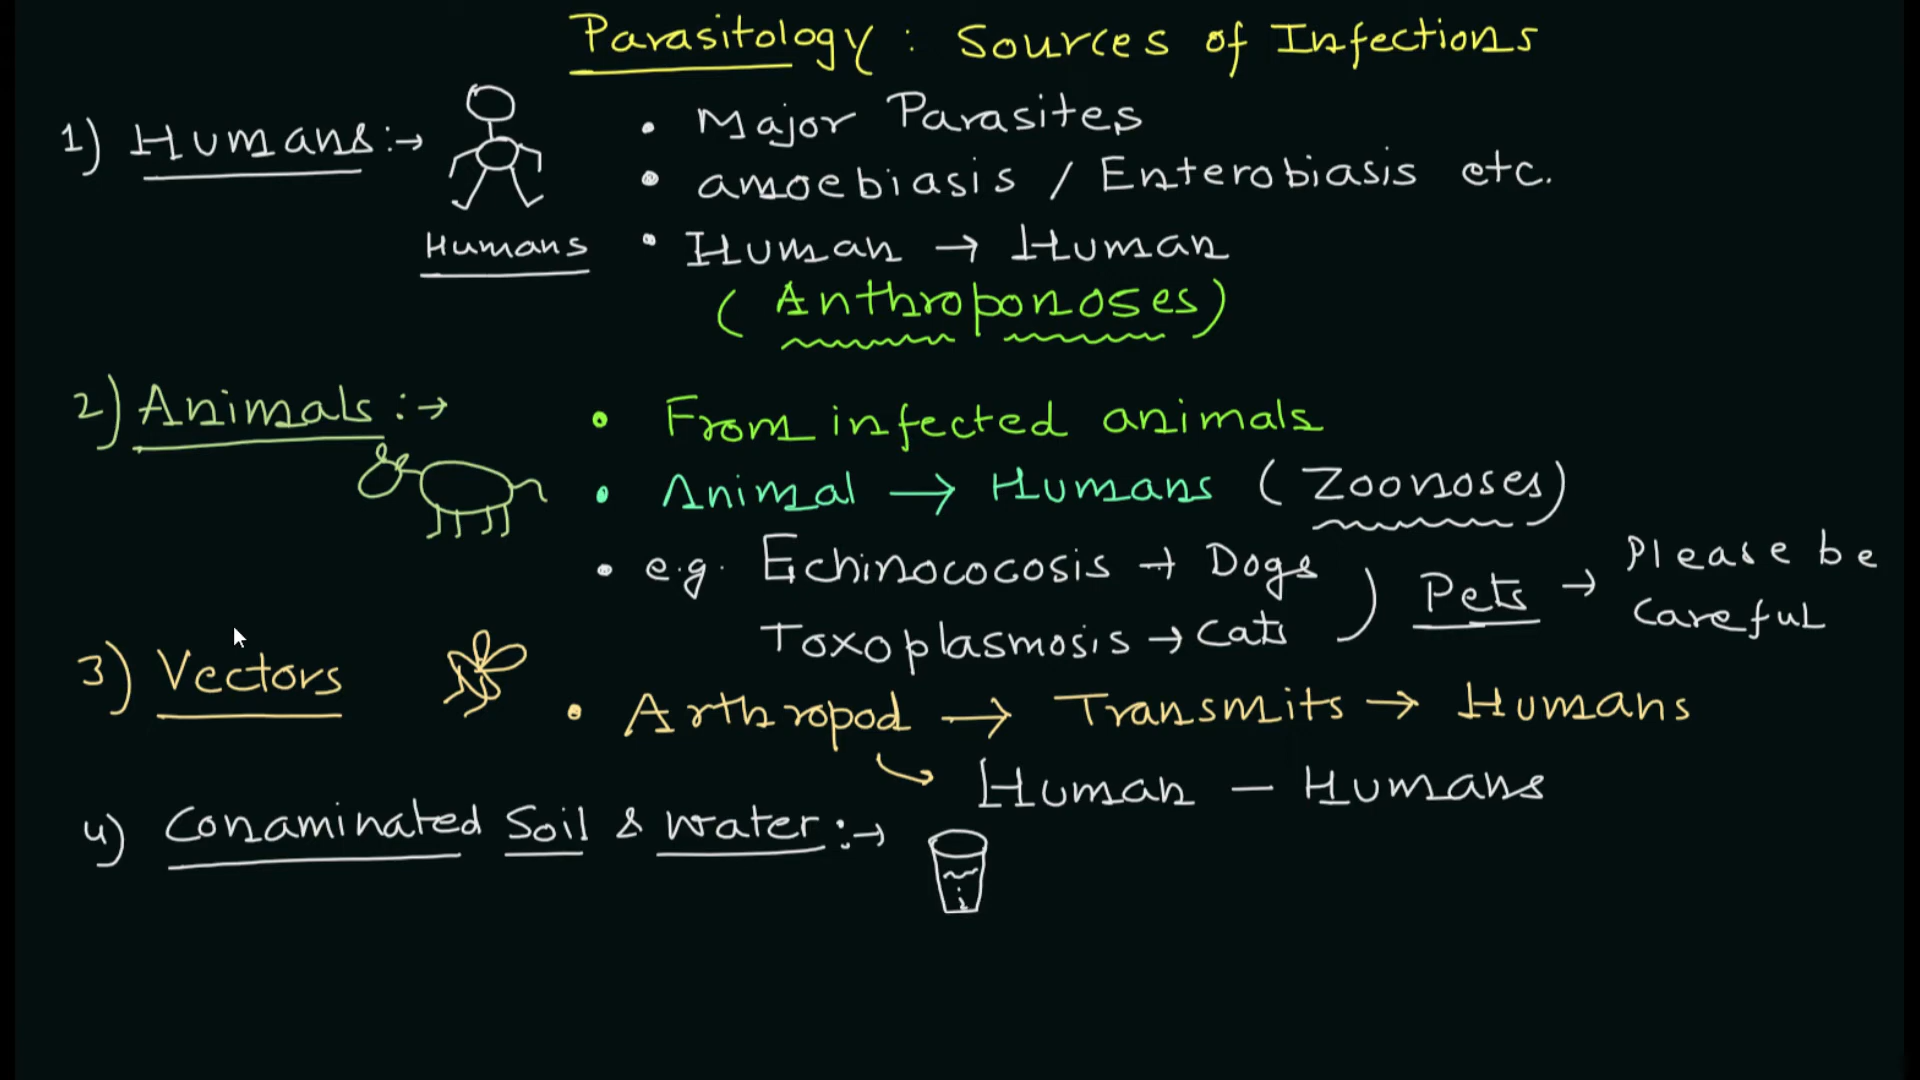 Parasitology : Sources of Infections
1) Humans :→
Humans
• Major Parasites
• amoebiasis / Enterobiasis etc.
• Human → Human
(Anthroponoses)
2) Animals :→
• From infected animals
• Animal → Humans (Zoonoses)
• e.g. Echinococosis → Dogs
Toxoplasmosis → Cats
) Pets → Please be
careful
3) Vectors
• Arthropod → Transmits → Humans
↳ Human – Humans
4) Conaminated Soil & water :→